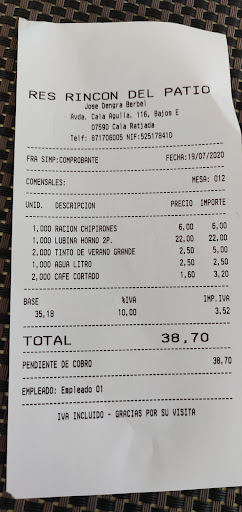 RES RINCON DEL PATIO
Jose Dengra Berbel
Avda. Cala Agulla, 116, Bajos E
07590 Cala Ratjada
Telf: 871706005 NIF:525178410
FRA SIMP:COMPROBANTE FECHA:19/07/2020
COMENSALES: MESA: 012
UNID. DESCRIPCION PRECIO IMPORTE
1,000 RACION CHIPIRONES 6,00 6,00
1,000 LUBINA HORNO 2P. 22,00 22,00
2,000 TINTO DE VERANO GRANDE 2,50 5,00
1,000 AGUA LITRO 2,50 2,50
2,000 CAFE CORTADO 1,60 3,20
BASE %IVA IMP.IVA
35,18 10,00 3,52
TOTAL 38,70
PENDIENTE DE COBRO 38,70
EMPLEADO: Empleado 01
IVA INCLUIDO - GRACIAS POR SU VISITA